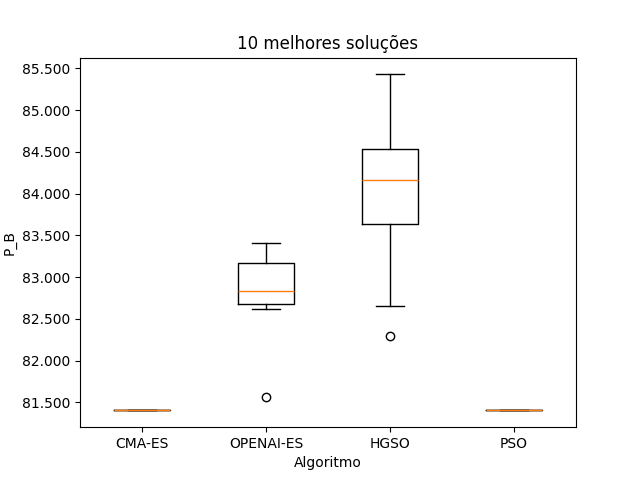 10 melhores soluções
85.500
85.000
84.500
84.000
83.500
83.000
82.500
82.000
81.500
P_B
CMA-ES
OPENAI-ES
HGSO
PSO
Algoritmo